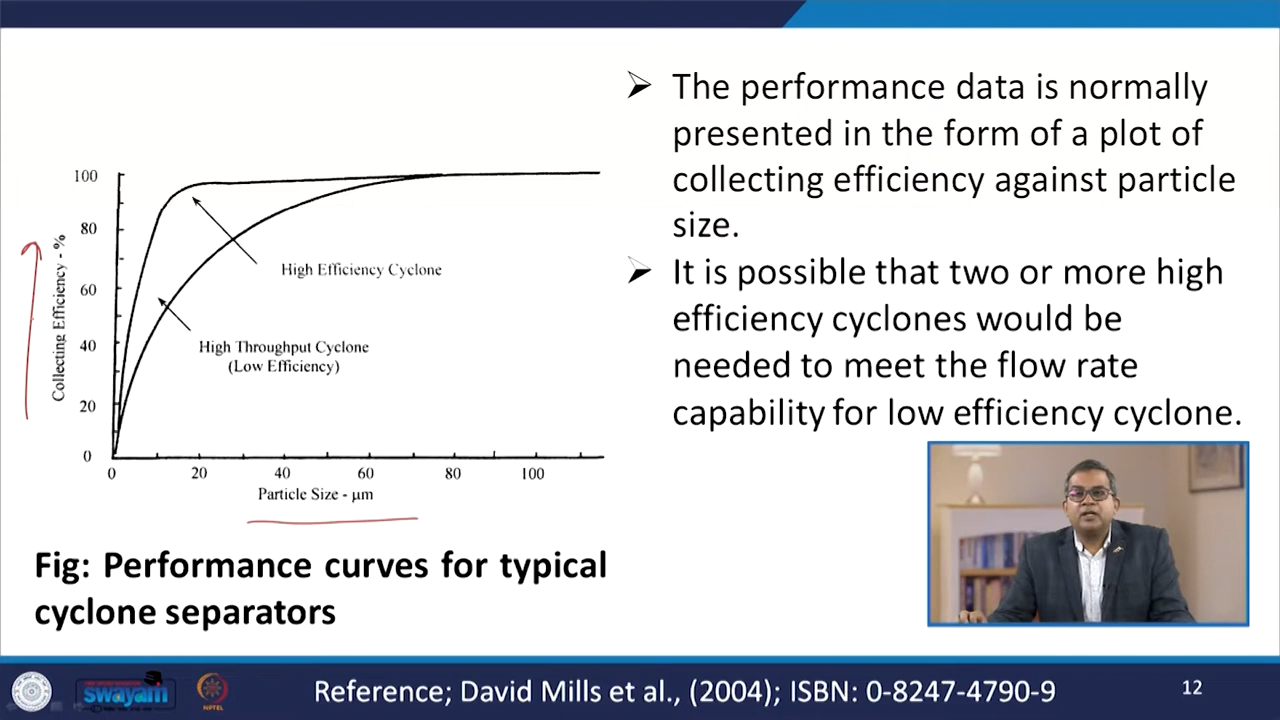 ➢ The performance data is normally
presented in the form of a plot of
collecting efficiency against particle
size.
➢ It is possible that two or more high
efficiency cyclones would be
needed to meet the flow rate
capability for low efficiency cyclone.
100
80
60
40
20
0
Collecting Efficiency - %
High Efficiency Cyclone
High Throughput Cyclone
(Low Efficiency)
0 20 40 60 80 100
Particle Size - μm
Fig: Performance curves for typical
cyclone separators
swayam
NPTEL
Reference; David Mills et al., (2004); ISBN: 0-8247-4790-9
12